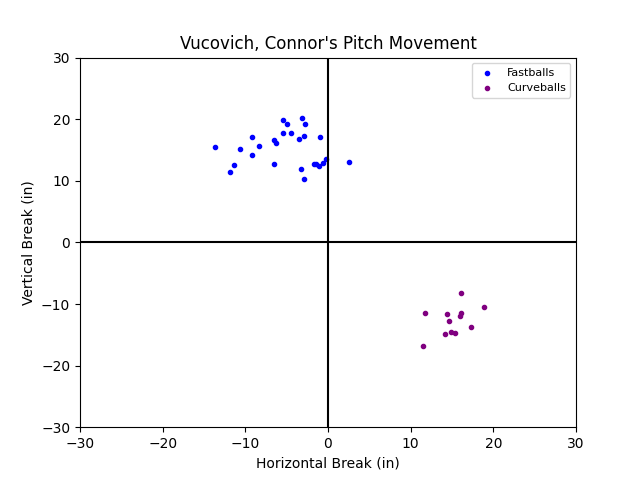 Vucovich, Connor's Pitch Movement
Fastballs
Curveballs
30
20
10
0
−10
−20
−30
Vertical Break (in)
−30
−20
−10
0
10
20
30
Horizontal Break (in)